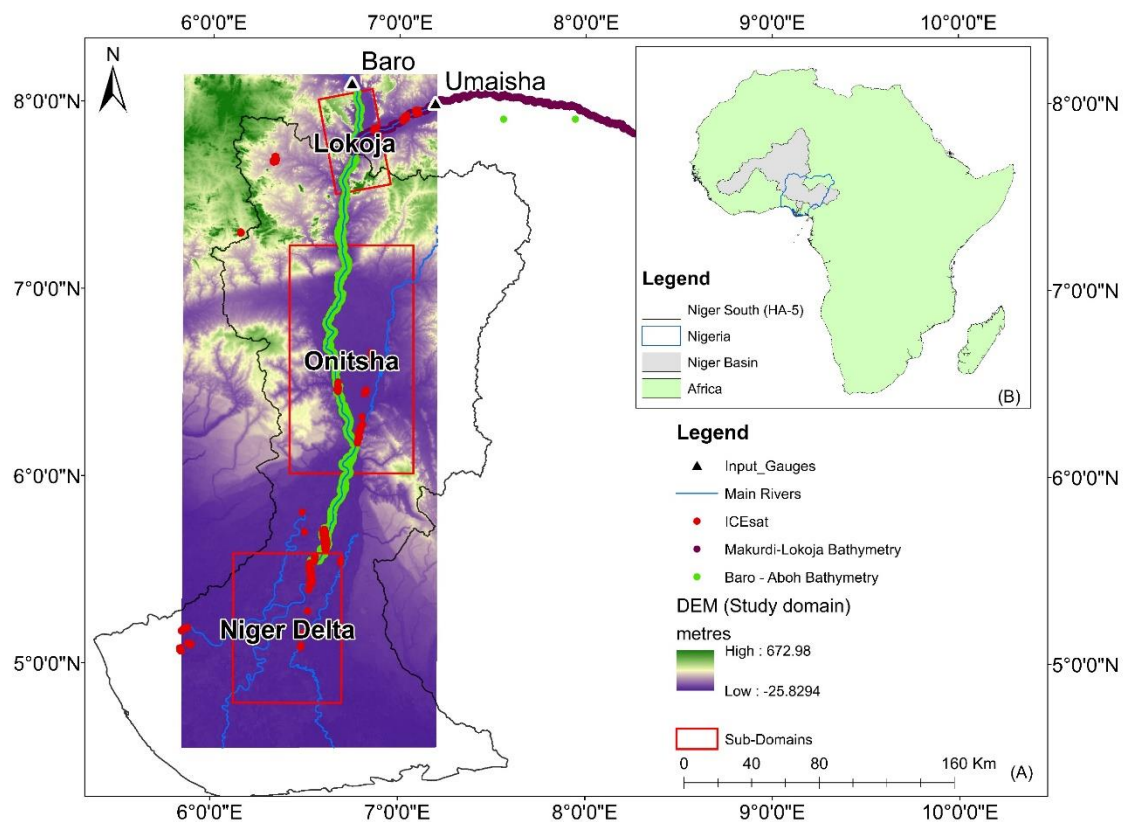 6°0'0"E 7°0'0"E 8°0'0"E 9°0'0"E 10°0'0"E
N
Baro
Umaisha
8°0'0"N 8°0'0"N
Lokoja
Legend
Niger South (HA-5)
Nigeria
Niger Basin
Africa
(B)
7°0'0"N 7°0'0"N
Onitsha
Legend
Input_Gauges
Main Rivers
ICEsat
Makurdi-Lokoja Bathymetry
Baro - Aboh Bathymetry
DEM (Study domain)
metres
High : 672.98
Low : -25.8294
Sub-Domains
0 40 80 160 Km
(A)
6°0'0"N 6°0'0"N
Niger Delta
5°0'0"N 5°0'0"N
6°0'0"E 7°0'0"E 8°0'0"E 9°0'0"E 10°0'0"E